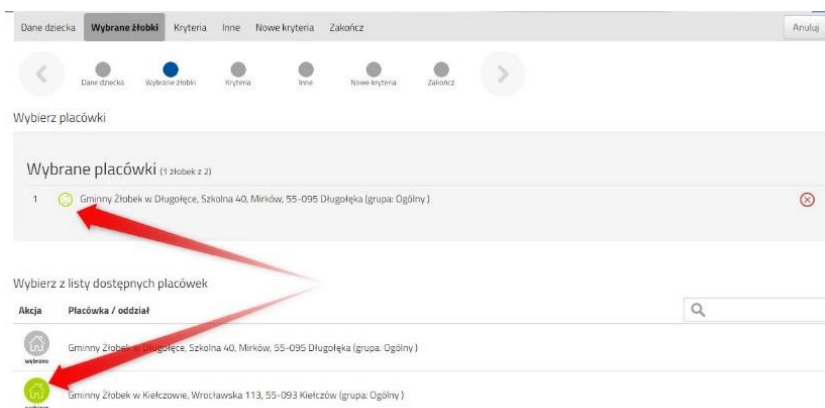 Dane dziecka Wybrane żłobki Kryteria Inne Nowe kryteria Zakończ Anuluj
Dane dziecka Wybrane żłobki Kryteria Inne Nowe kryteria Zakończ
Wybierz placówki
Wybrane placówki (1 żłobek z 2)
1 Gminny Żłobek w Długołęce, Szkolna 40, Mirków, 55-095 Długołęka (grupa: Ogólny )
Wybierz z listy dostępnych placówek
Akcja Placówka / oddział
Gminny Żłobek w Długołęce, Szkolna 40, Mirków, 55-095 Długołęka (grupa: Ogólny )
wybrano
Gminny Żłobek w Kiełczowie, Wrocławska 113, 55-093 Kiełczów (grupa: Ogólny )